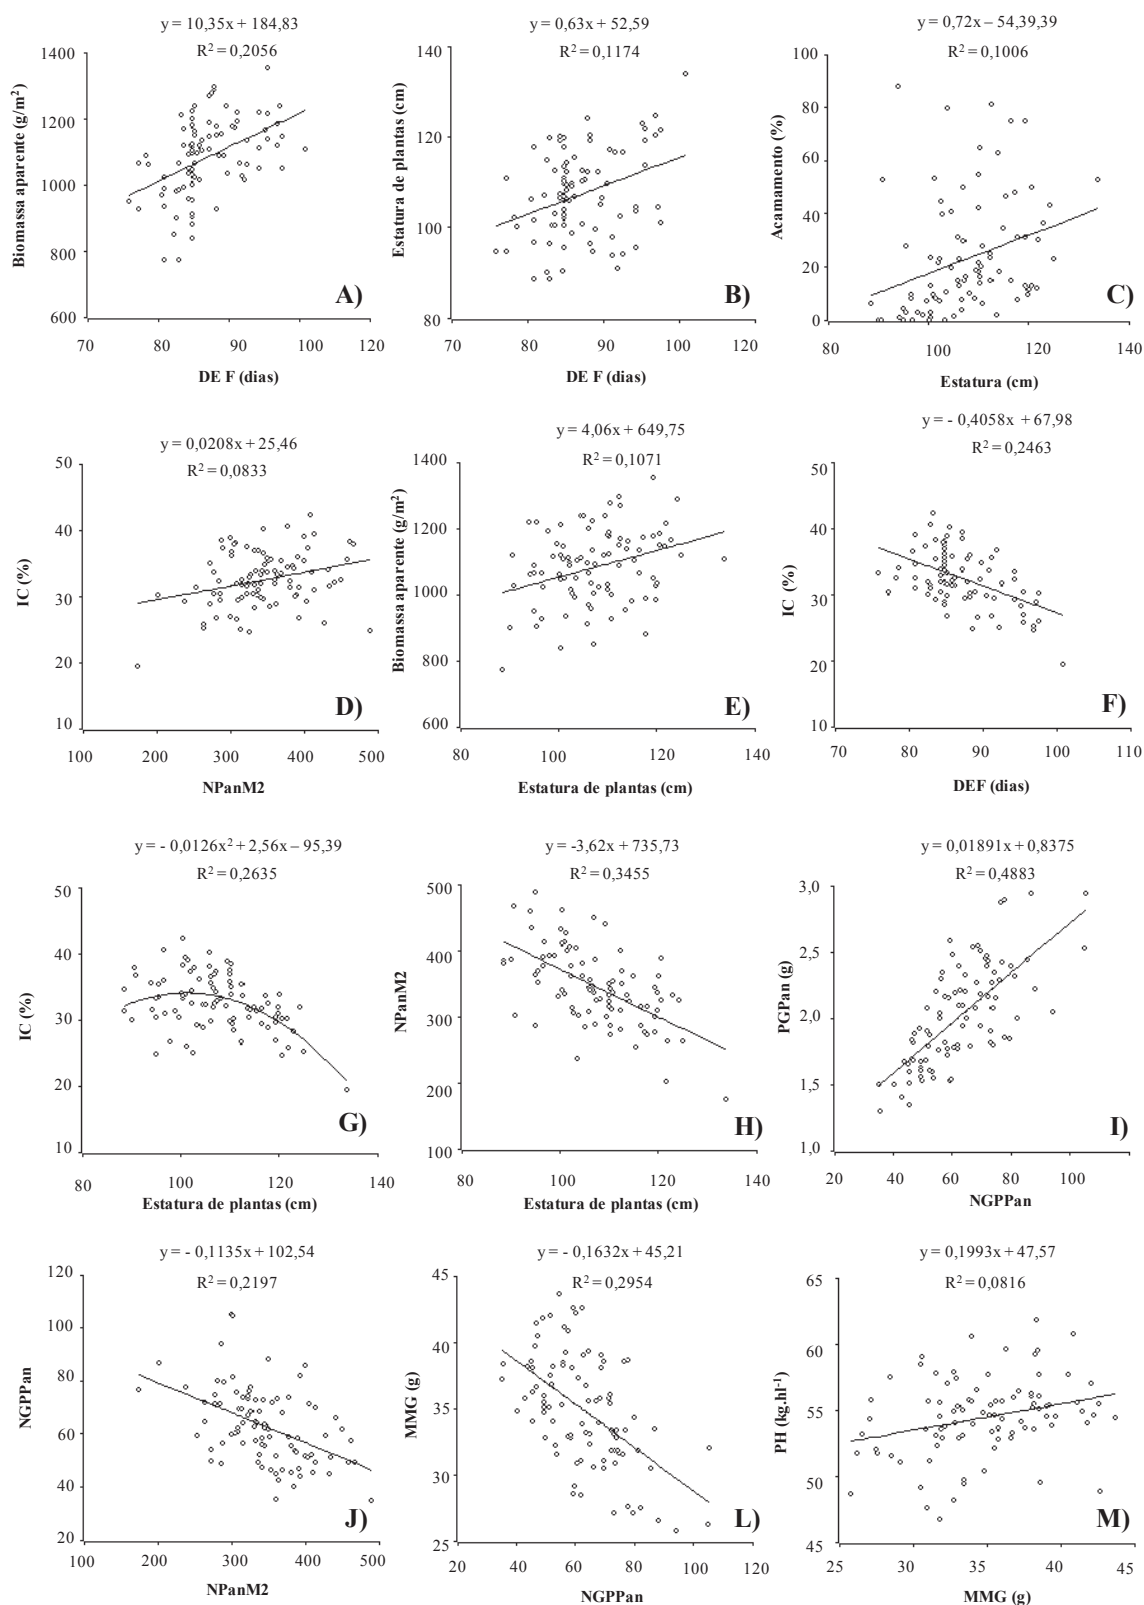 y = 10,35x + 184,83
R² = 0,2056
Biomassa aparente (g/m²)
1400
1200
1000
800
600
70 80 90 100 120
DE F (dias)
A)
y = 0,63x + 52,59
R² = 0,1174
Estatura de plantas (cm)
140
120
100
80
70 80 90 100 120
DE F (dias)
B)
y = 0,72x – 54,39,39
R² = 0,1006
Acamamento (%)
100
80
60
40
20
0
80 100 120 140
Estatura (cm)
C)
y = 0,0208x + 25,46
R² = 0,0833
IC (%)
50
40
30
20
10
100 200 300 400 500
NPanM2
D)
y = 4,06x + 649,75
R² = 0,1071
Biomassa aparente (g/m²)
1400
1200
1000
800
600
80 100 120 140
Estatura de plantas (cm)
E)
y = - 0,4058x + 67,98
R² = 0,2463
IC (%)
50
40
30
20
10
70 80 90 100 110
DEF (dias)
F)
y = - 0,0126x² + 2,56x – 95,39
R² = 0,2635
IC (%)
50
40
30
20
10
80 100 120 140
Estatura de plantas (cm)
G)
y = -3,62x + 735,73
R² = 0,3455
NPanM2
500
400
300
200
100
80 100 120 140
Estatura de plantas (cm)
H)
y = 0,01891x + 0,8375
R² = 0,4883
PGPan (g)
3,0
2,5
2,0
1,5
1,0
20 40 60 80 100
NGPPan
I)
y = - 0,1135x + 102,54
R² = 0,2197
NGPPan
120
100
80
60
40
20
100 200 300 400 500
NPanM2
J)
y = - 0,1632x + 45,21
R² = 0,2954
MMG (g)
45
40
35
30
25
20 40 60 80 100 120
NGPPan
L)
y = 0,1993x + 47,57
R² = 0,0816
PH (kg.hl⁻¹)
65
60
55
50
45
25 30 35 40 45
MMG (g)
M)